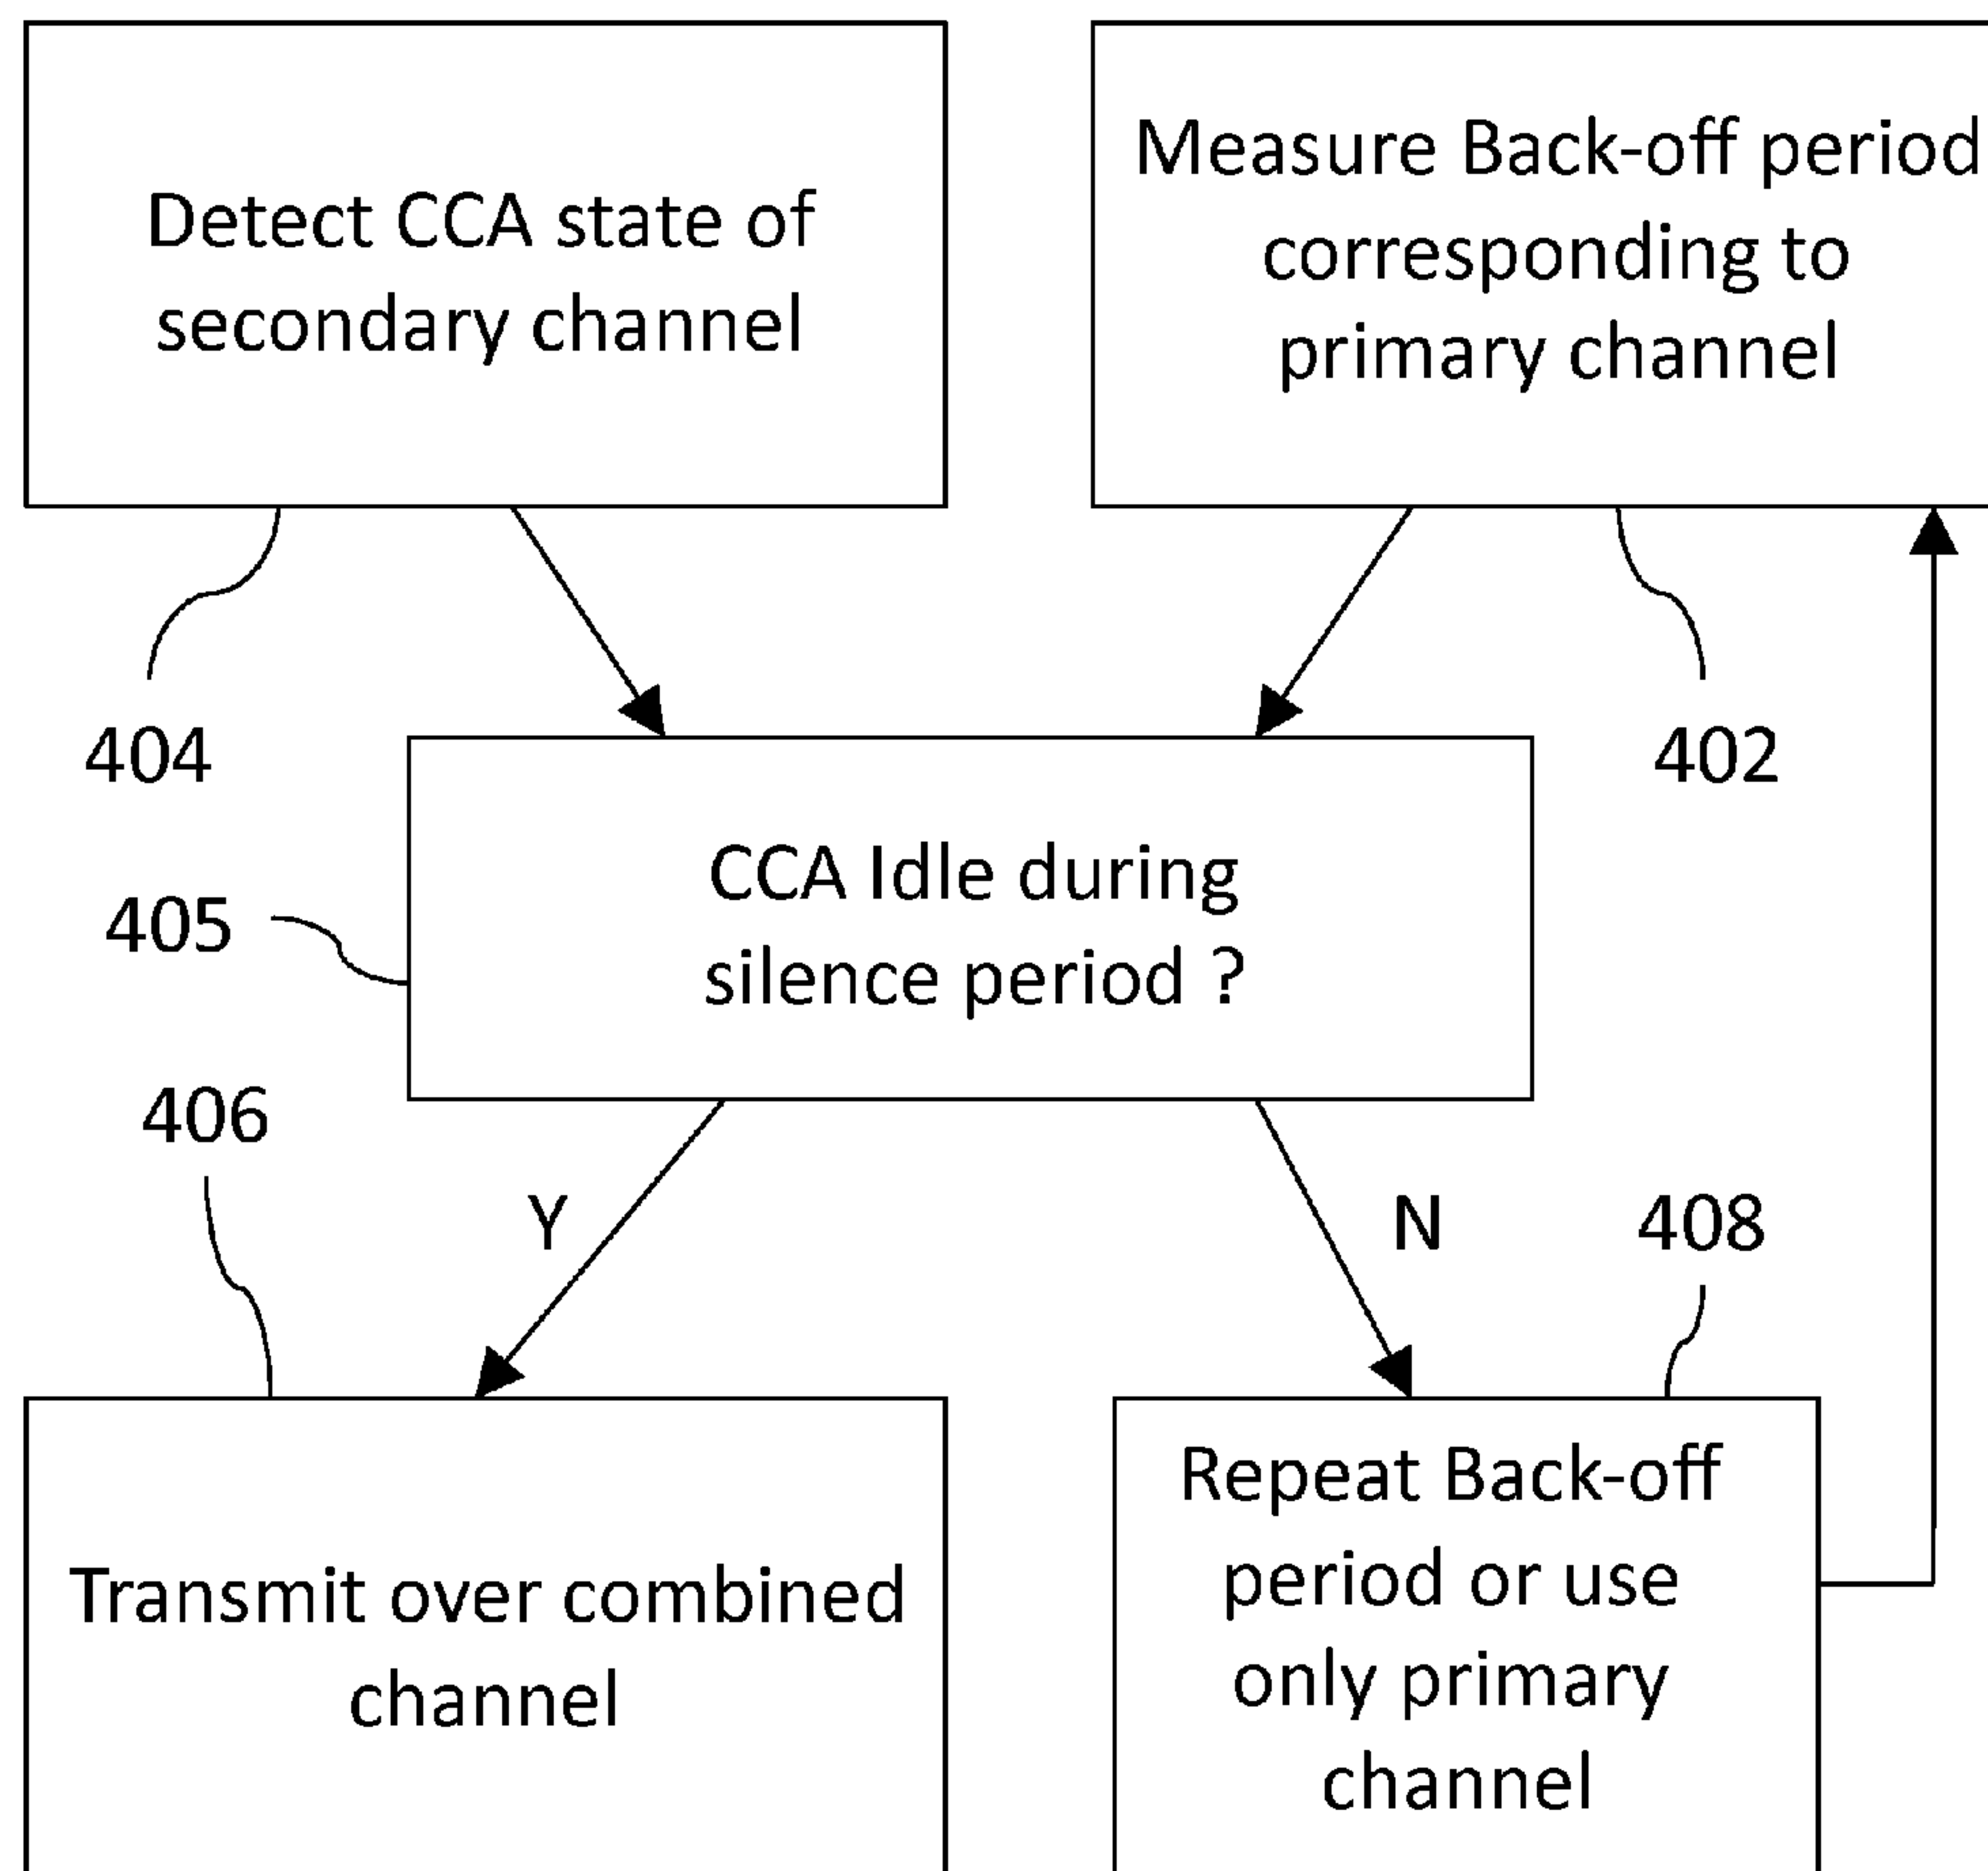 Detect CCA state of
secondary channel
Measure Back-off period
corresponding to
primary channel
404
402
CCA Idle during
silence period ?
405
406
Y
N
408
Transmit over combined
channel
Repeat Back-off
period or use
only primary
channel